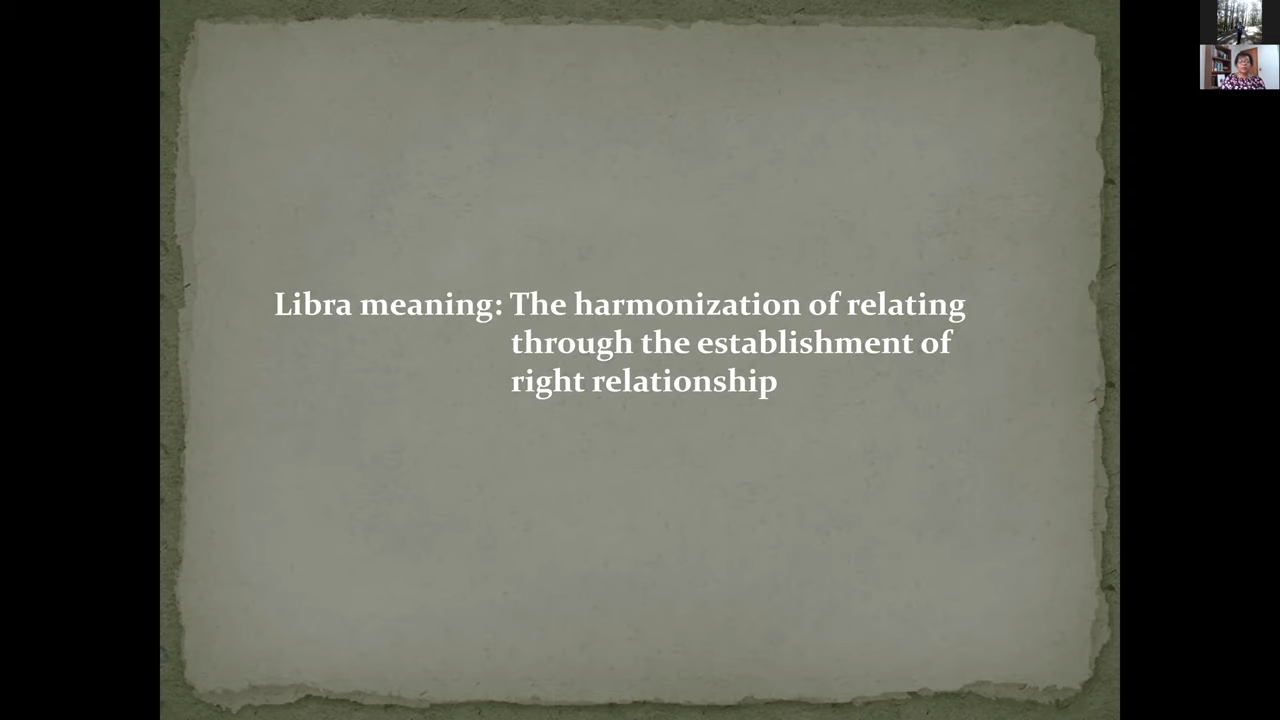 Libra meaning: The harmonization of relating
through the establishment of
right relationship